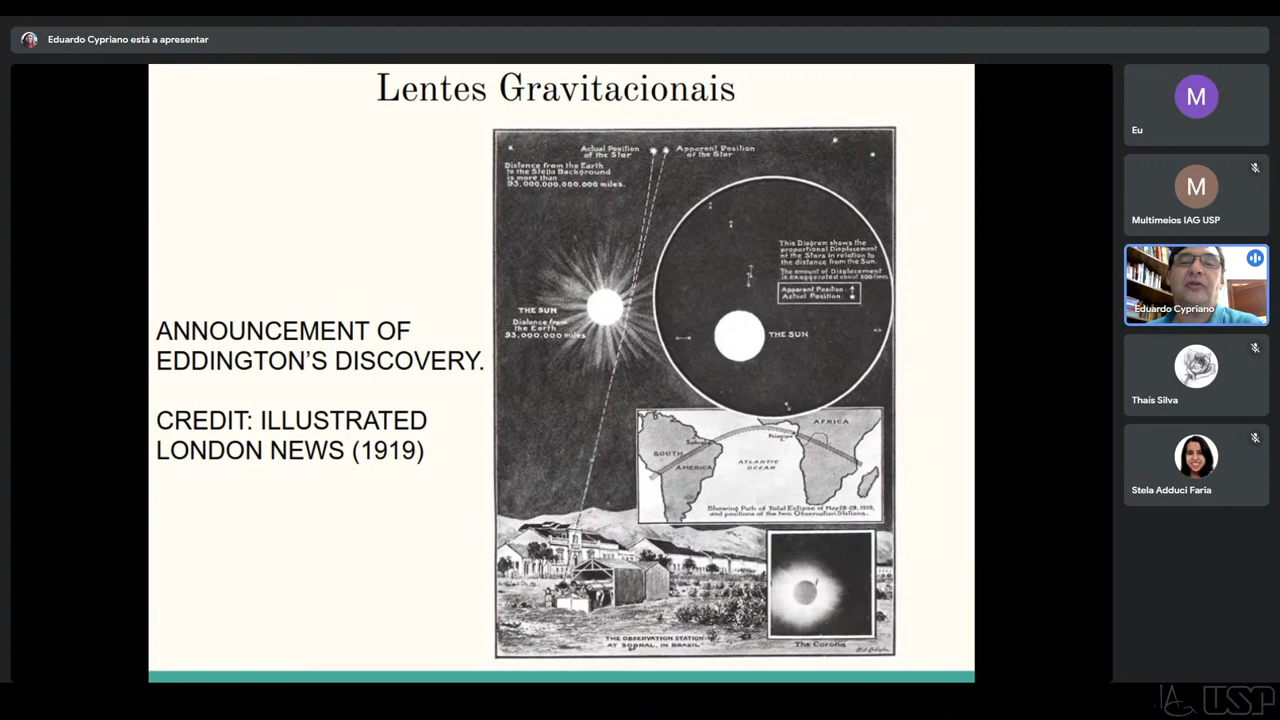 Eduardo Cypriano está a apresentar
Lentes Gravitacionais
ANNOUNCEMENT OF
EDDINGTON'S DISCOVERY.
CREDIT: ILLUSTRATED
LONDON NEWS (1919)
Actual Position
of the Star
Apparent Position
of the Star
Distance from the Earth
to the Stella Background
is more than
93,000,000,000,000 miles.
THE SUN
Distance from
the Earth
93,000,000 miles
This Diagram shows the
proportional Displacement
of the Stars in relation to
the distance from the Sun.
The amount of Displacement
is exaggerated about 600 times
Apparent Position:
Actual Position:
THE SUN
AFRICA
Principe
SOUTH
AMERICA
ATLANTIC
OCEAN
Showing Path of Total Eclipse of May 28-29, 1919,
and positions of the two Observation Stations.
THE OBSERVATION STATION
AT SOBRAL, IN BRAZIL
The Corona
M
Eu
M
Multimeios IAG USP
Eduardo Cypriano
Thais Silva
Stela Adduci Faria
USP